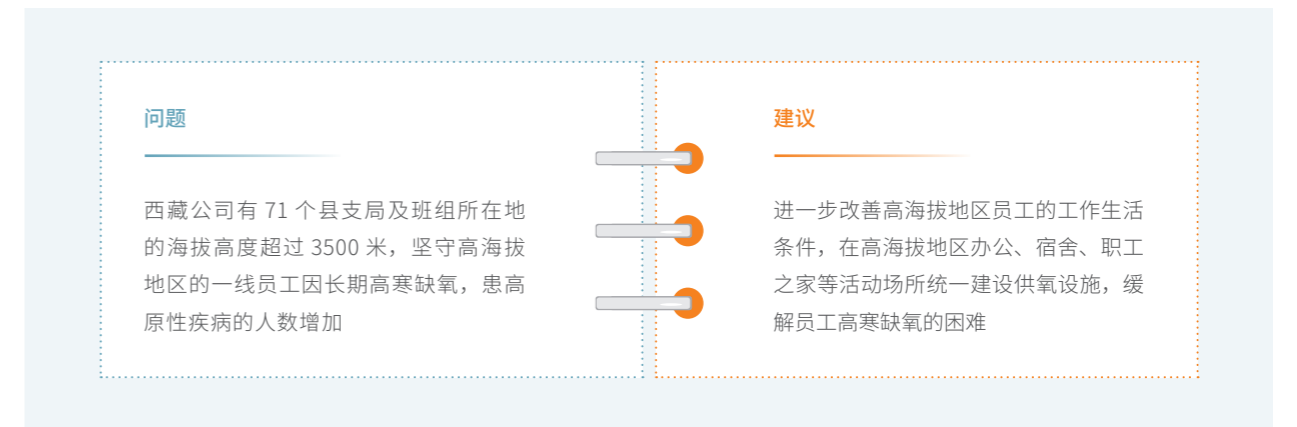 问题
西藏公司有 71 个县支局及班组所在地
的海拔高度超过 3500 米，坚守高海拔
地区的一线员工因长期高寒缺氧，患高
原性疾病的人数增加
建议
进一步改善高海拔地区员工的工作生活
条件，在高海拔地区办公、宿舍、职工
之家等活动场所统一建设供氧设施，缓
解员工高寒缺氧的困难